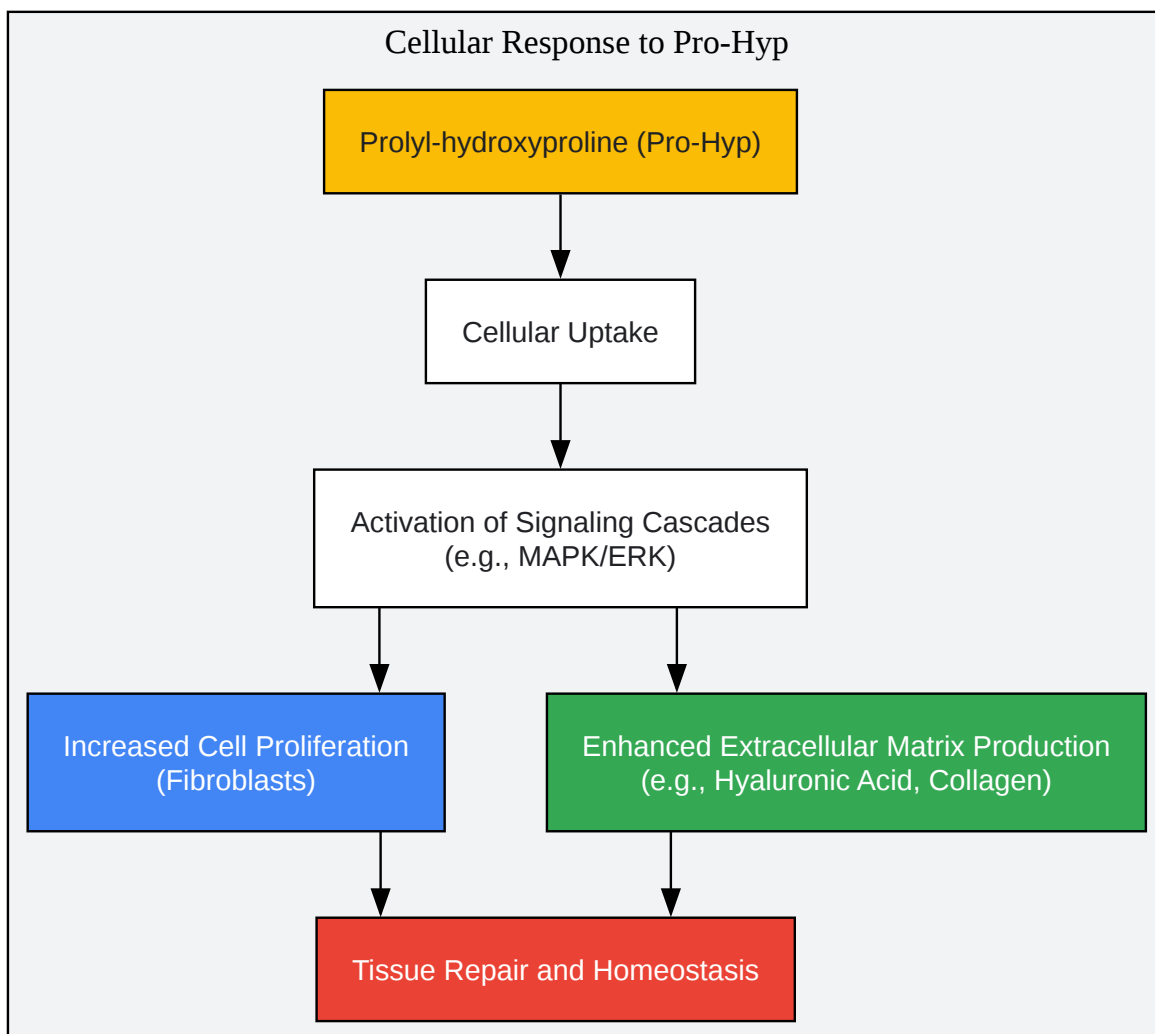 Cellular Response to Pro-Hyp
Prolyl-hydroxyproline (Pro-Hyp)
Cellular Uptake
Activation of Signaling Cascades
(e.g., MAPK/ERK)
Increased Cell Proliferation
(Fibroblasts)
Enhanced Extracellular Matrix Production
(e.g., Hyaluronic Acid, Collagen)
Tissue Repair and Homeostasis